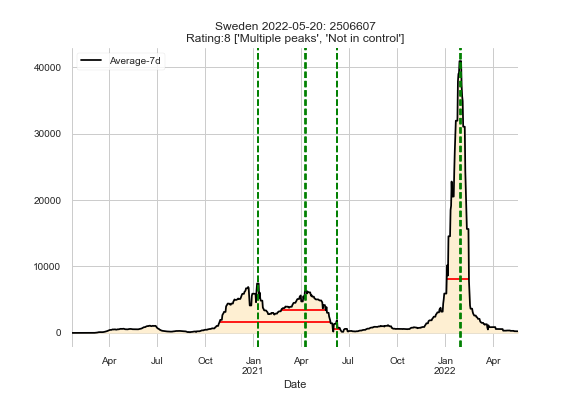 Sweden 2022-05-20: 2506607
Rating:8 ['Multiple peaks', 'Not in control']
Average-7d
40000
30000
20000
10000
0
Apr Jul Oct Jan Apr Jul Oct Jan Apr
2021 2022
Date